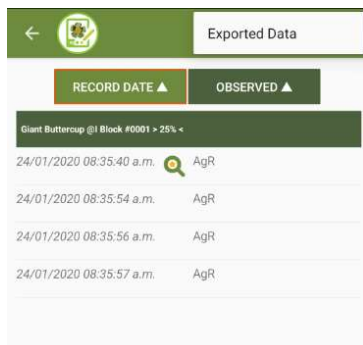 Exported Data
RECORD DATE ▲ OBSERVED ▲
Giant Buttercup @I Block #0001 > 25% <
24/01/2020 08:35:40 a.m. AgR
24/01/2020 08:35:54 a.m. AgR
24/01/2020 08:35:56 a.m. AgR
24/01/2020 08:35:57 a.m. AgR